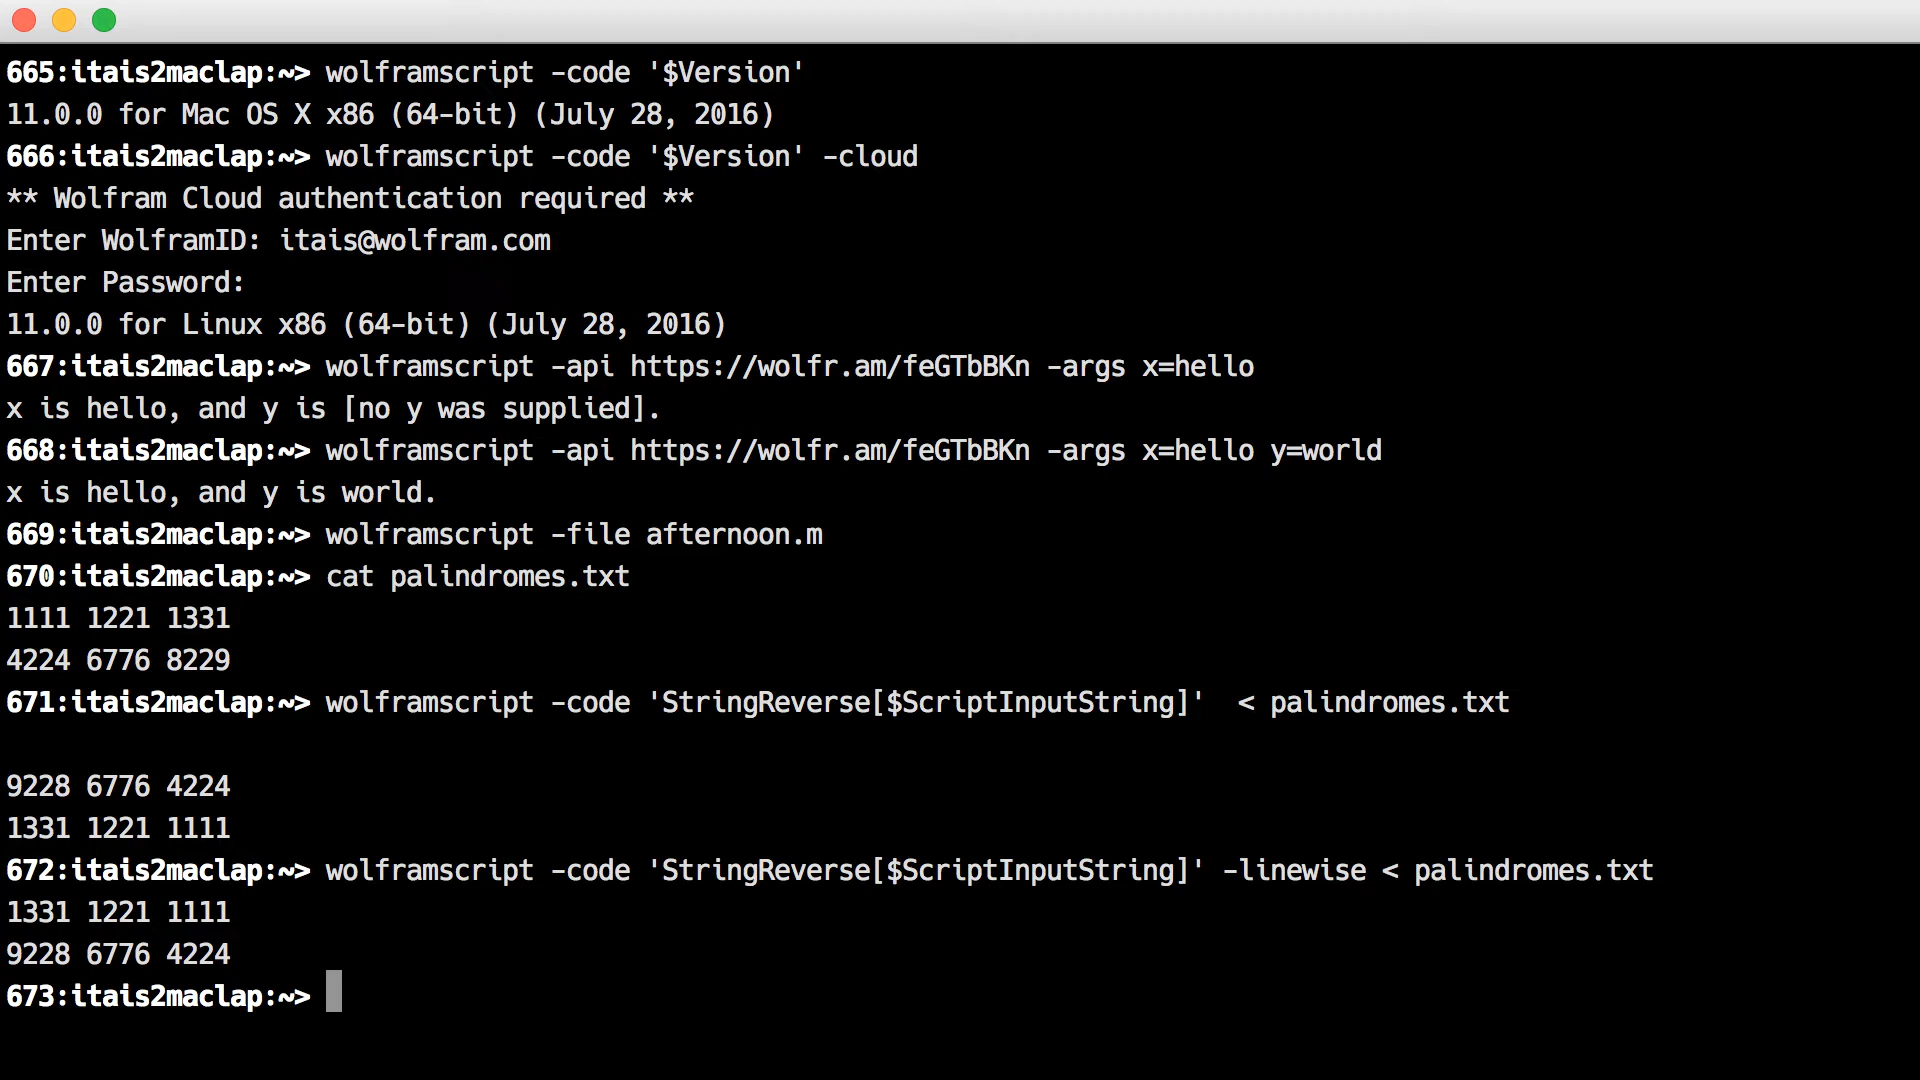 665:itais2maclap:~> wolframscript -code '$Version'
11.0.0 for Mac OS X x86 (64-bit) (July 28, 2016)
666:itais2maclap:~> wolframscript -code '$Version' -cloud
** Wolfram Cloud authentication required **
Enter WolframID: itais@wolfram.com
Enter Password:
11.0.0 for Linux x86 (64-bit) (July 28, 2016)
667:itais2maclap:~> wolframscript -api https://wolfr.am/feGTbBKn -args x=hello
x is hello, and y is [no y was supplied].
668:itais2maclap:~> wolframscript -api https://wolfr.am/feGTbBKn -args x=hello y=world
x is hello, and y is world.
669:itais2maclap:~> wolframscript -file afternoon.m
670:itais2maclap:~> cat palindromes.txt
1111 1221 1331
4224 6776 8229
671:itais2maclap:~> wolframscript -code 'StringReverse[$ScriptInputString]'  < palindromes.txt
9228 6776 4224
1331 1221 1111
672:itais2maclap:~> wolframscript -code 'StringReverse[$ScriptInputString]' -linewise < palindromes.txt
1331 1221 1111
9228 6776 4224
673:itais2maclap:~>